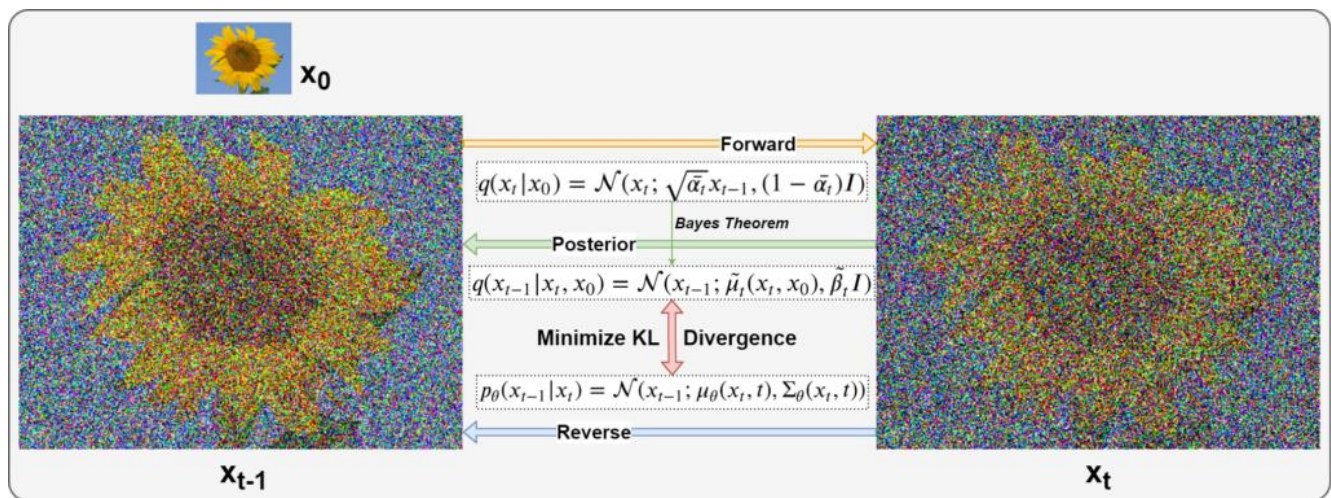 x₀
Forward
q(xₜ|x₀) = 𝒩(xₜ; √ᾱₜ xₜ₋₁, (1 − ᾱₜ)I)
Bayes Theorem
Posterior
q(xₜ₋₁|xₜ, x₀) = 𝒩(xₜ₋₁; μ̃ₜ(xₜ, x₀), β̃ₜI)
Minimize KL Divergence
p_θ(xₜ₋₁|xₜ) = 𝒩(xₜ₋₁; μ_θ(xₜ, t), Σ_θ(xₜ, t))
Reverse
xₜ₋₁
xₜ